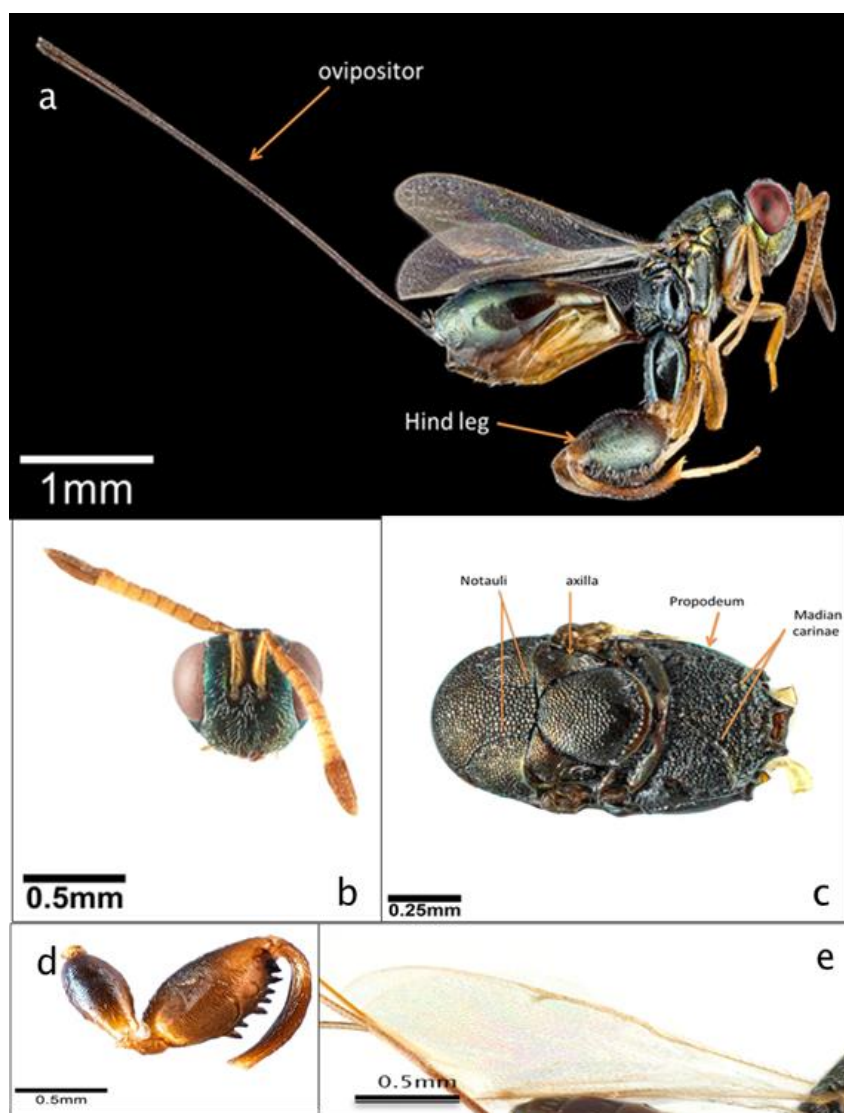 a
ovipositor
Hind leg
1mm
b
0.5mm
Notauli
axilla
Propodeum
Madian
carinae
c
0.25mm
d
0.5mm
e
0.5mm